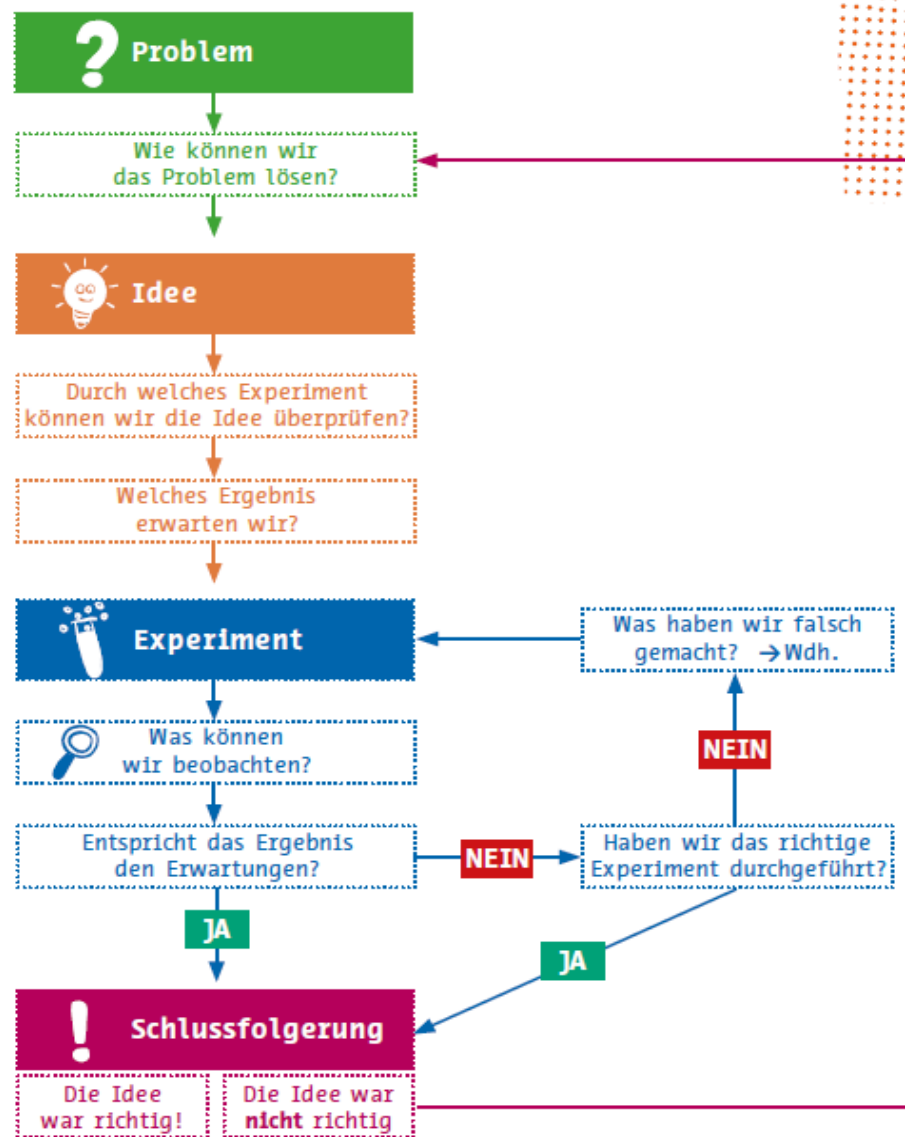 ? Problem
Wie können wir
das Problem lösen?
Idee
Durch welches Experiment
können wir die Idee überprüfen?
Welches Ergebnis
erwarten wir?
Experiment
Was haben wir falsch
gemacht? →Wdh.
Was können
wir beobachten?
NEIN
Entspricht das Ergebnis
den Erwartungen?
NEIN
Haben wir das richtige
Experiment durchgeführt?
JA
JA
! Schlussfolgerung
Die Idee
war richtig!
Die Idee war
nicht richtig